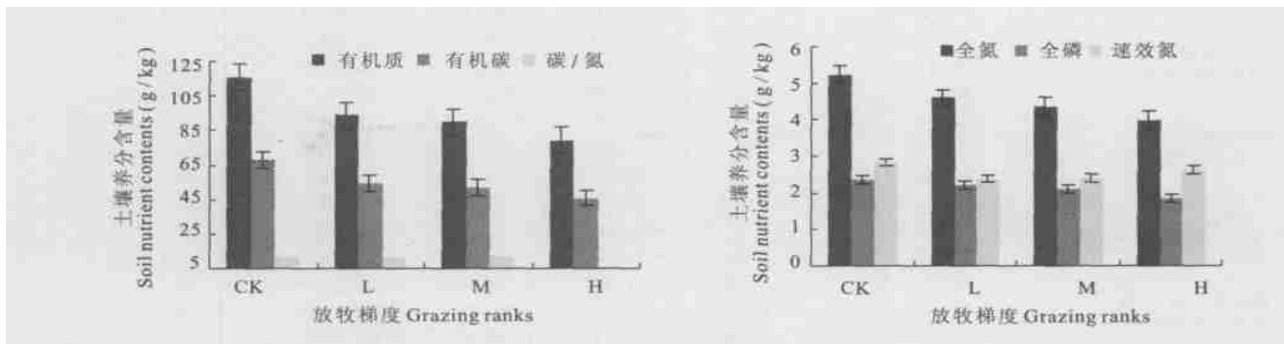 土壤养分含量
Soil nutrient contents (g/kg)
125
105
85
65
45
25
5
有机质 有机碳 碳/氮
CK L M H
放牧梯度 Grazing ranks
土壤养分含量
Soil nutrient contents (g/kg)
6
5
4
3
2
1
0
全氮 全磷 速效氮
CK L M H
放牧梯度 Grazing ranks